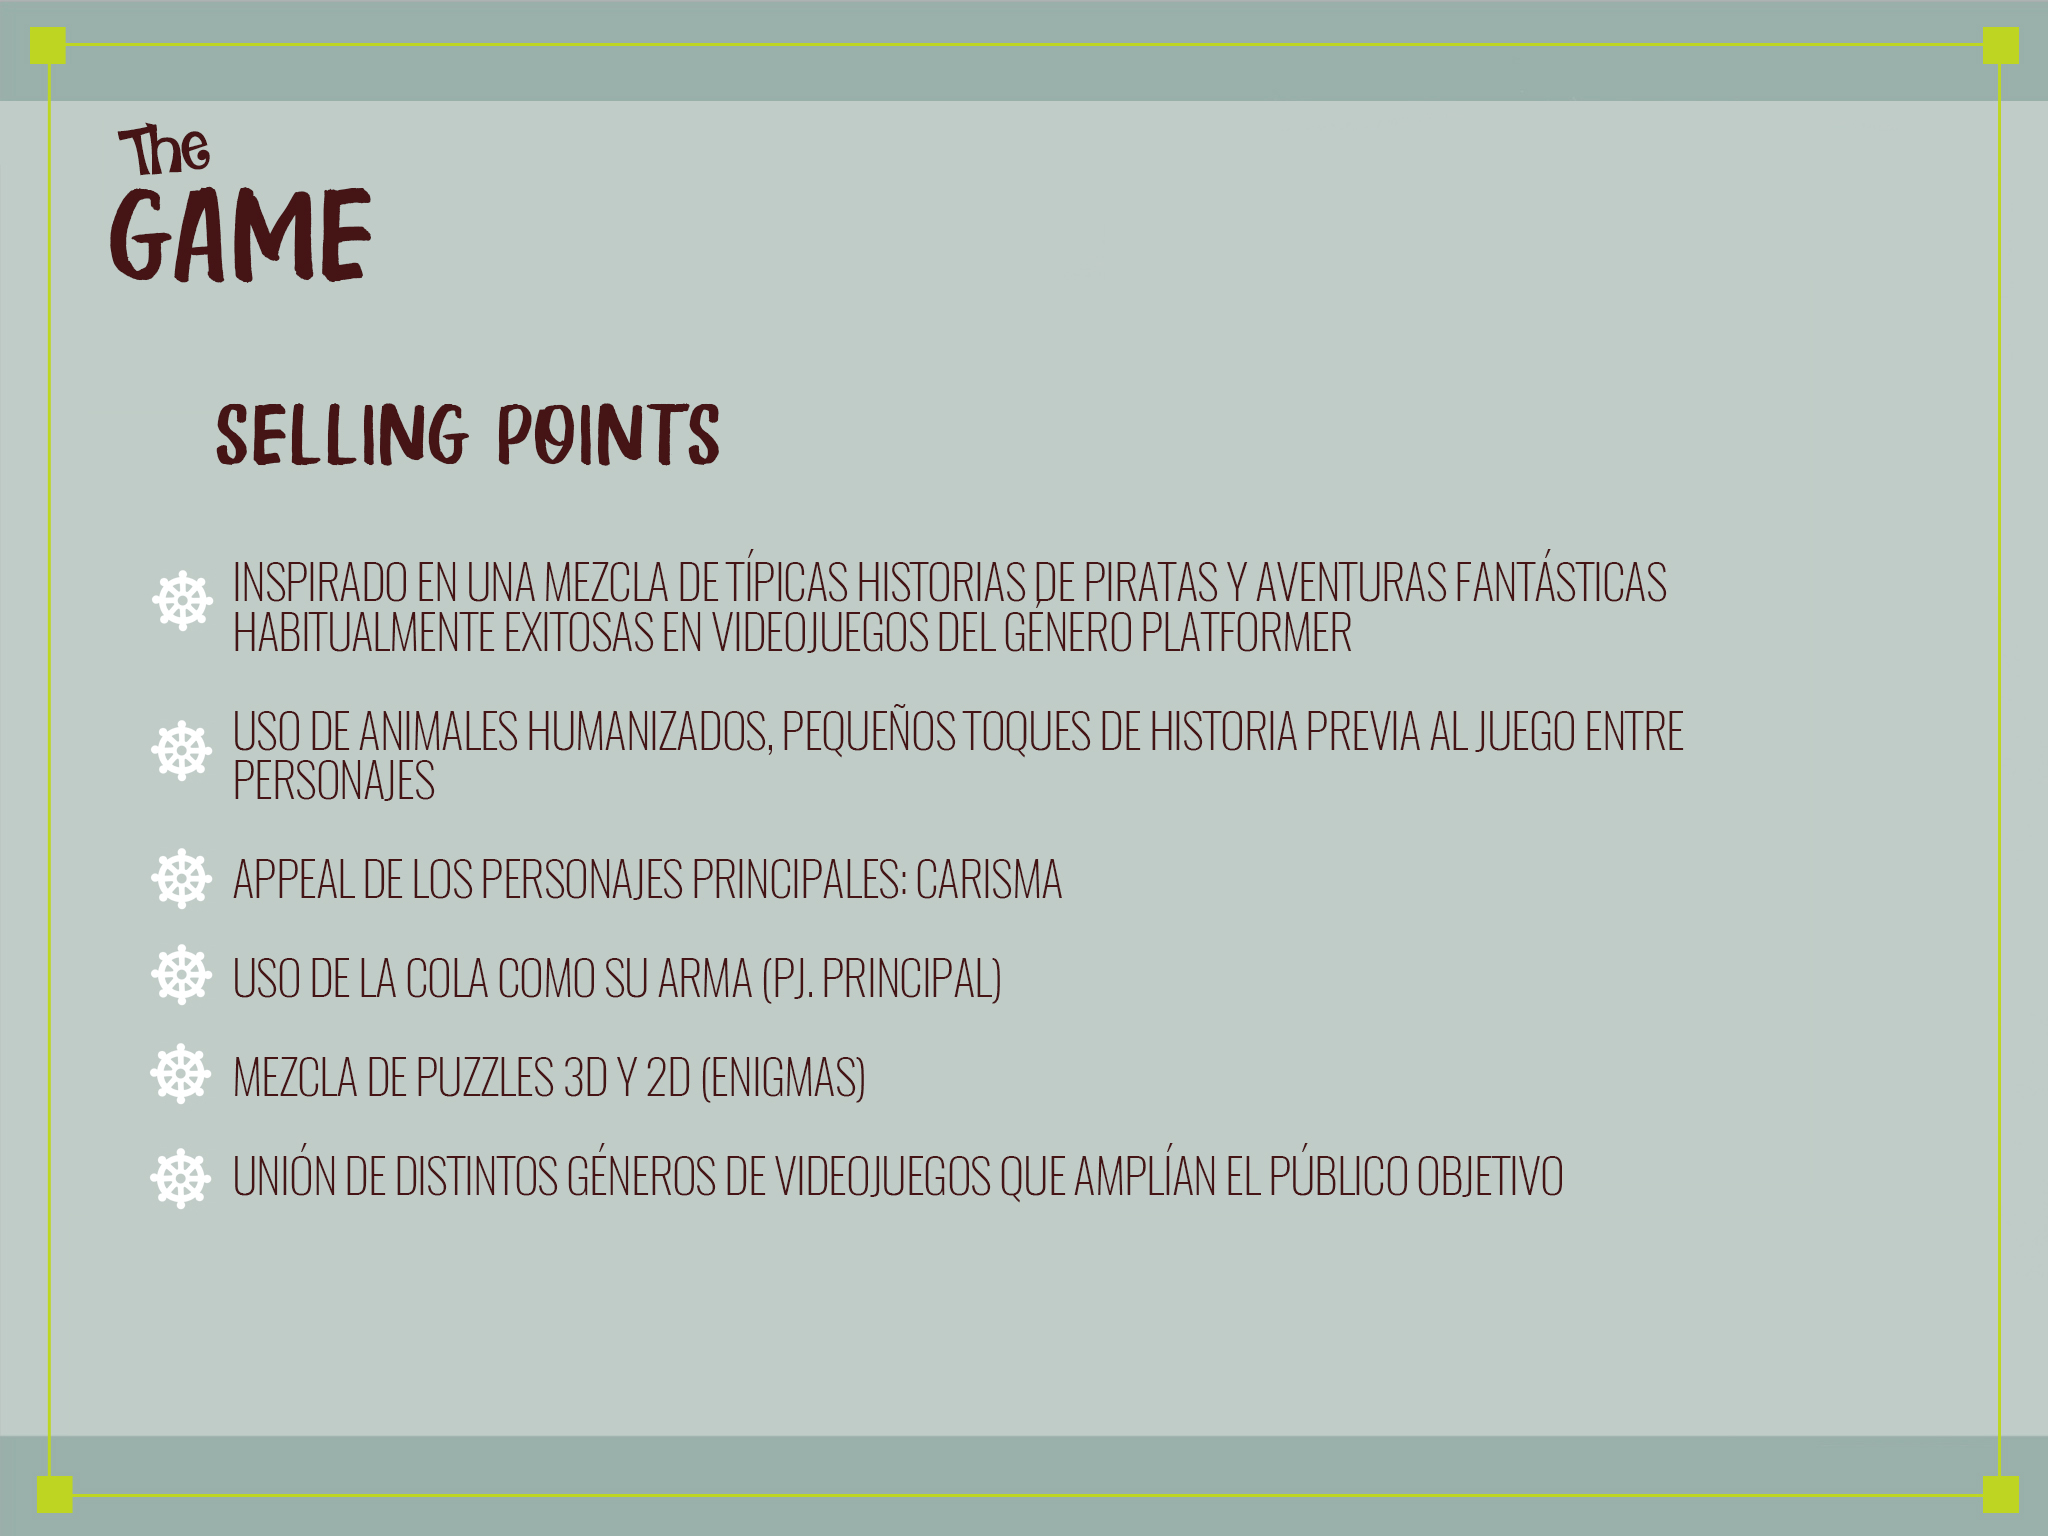 The
GAME
SELLING POINTS
INSPIRADO EN UNA MEZCLA DE TÍPICAS HISTORIAS DE PIRATAS Y AVENTURAS FANTÁSTICAS
HABITUALMENTE EXITOSAS EN VIDEOJUEGOS DEL GÉNERO PLATFORMER
USO DE ANIMALES HUMANIZADOS, PEQUEÑOS TOQUES DE HISTORIA PREVIA AL JUEGO ENTRE
PERSONAJES
APPEAL DE LOS PERSONAJES PRINCIPALES: CARISMA
USO DE LA COLA COMO SU ARMA (PJ. PRINCIPAL)
MEZCLA DE PUZZLES 3D Y 2D (ENIGMAS)
UNIÓN DE DISTINTOS GÉNEROS DE VIDEOJUEGOS QUE AMPLÍAN EL PÚBLICO OBJETIVO